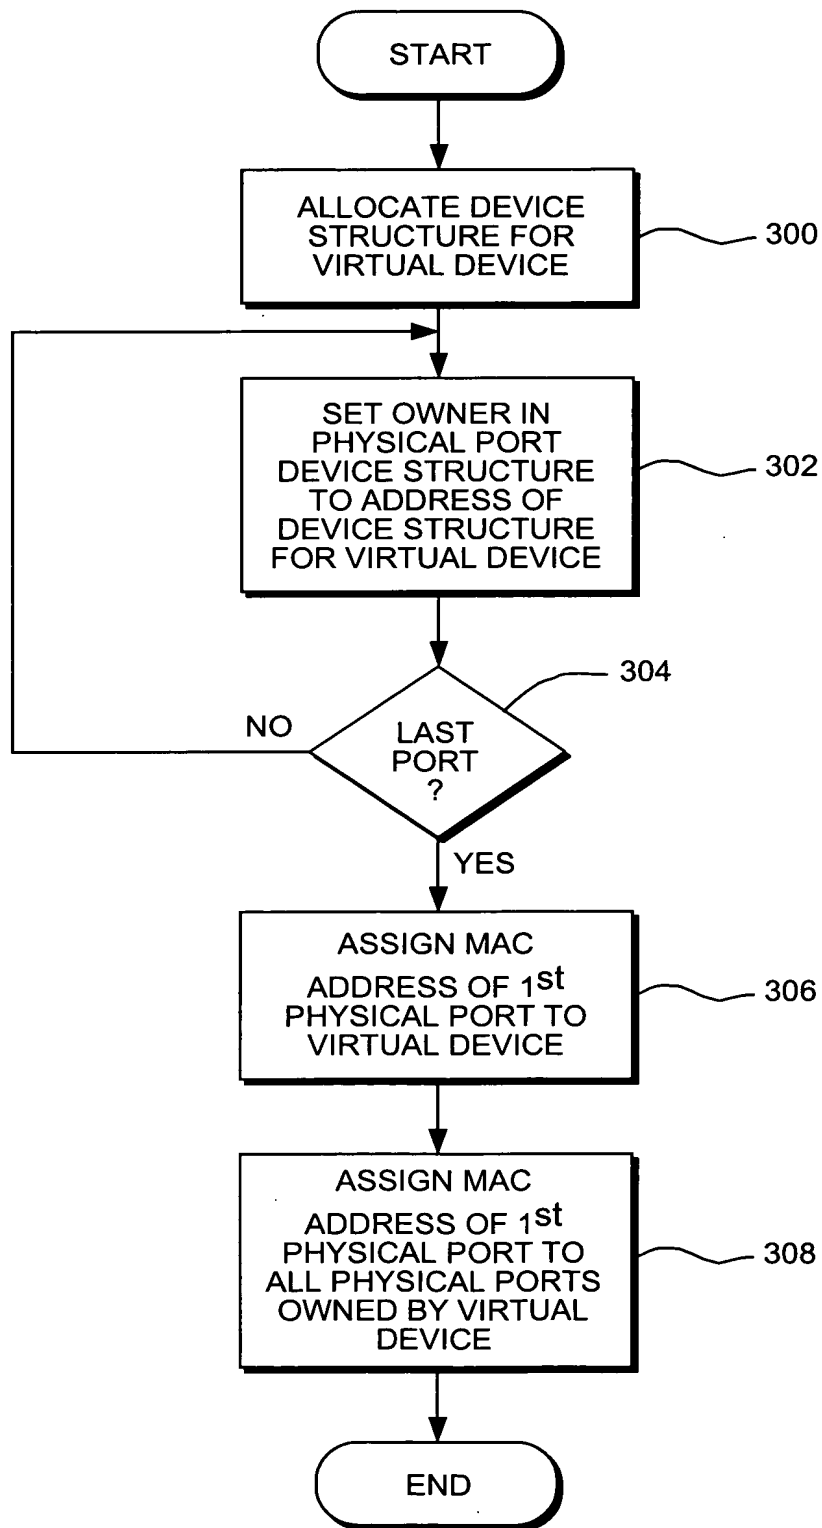 START
ALLOCATE DEVICE
STRUCTURE FOR
VIRTUAL DEVICE
300
SET OWNER IN
PHYSICAL PORT
DEVICE STRUCTURE
TO ADDRESS OF
DEVICE STRUCTURE
FOR VIRTUAL DEVICE
302
304
NO
LAST
PORT
?
YES
ASSIGN MAC
ADDRESS OF 1st
PHYSICAL PORT TO
VIRTUAL DEVICE
306
ASSIGN MAC
ADDRESS OF 1st
PHYSICAL PORT TO
ALL PHYSICAL PORTS
OWNED BY VIRTUAL
DEVICE
308
END